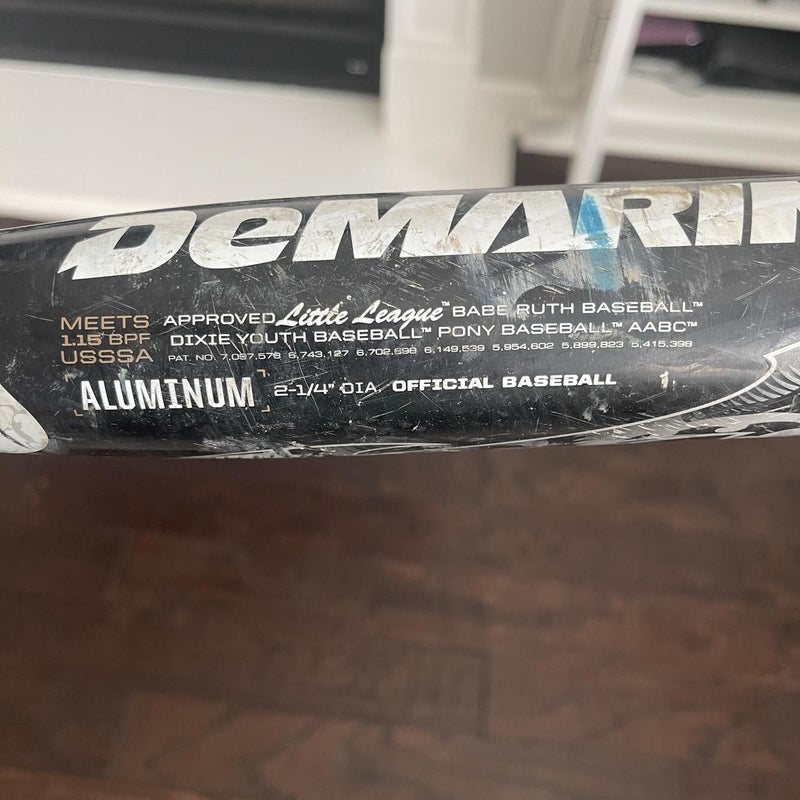 DeMARIN
MEETS
1.15 BPF
USSSA
APPROVED Little League™ BABE RUTH BASEBALL™
DIXIE YOUTH BASEBALL™ PONY BASEBALL™ AABC™
PAT. NO. 7,097,578 6,743,127 6,702,698 6,149,539 5,954,602 5,899,823 5,415,398
ALUMINUM 2-1/4" DIA. OFFICIAL BASEBALL